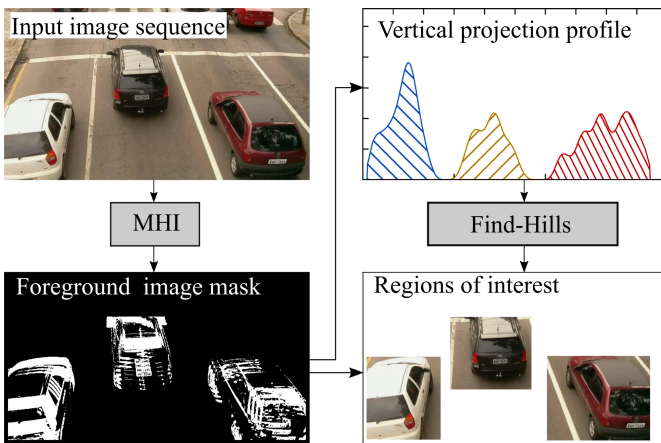 Input image sequence
MHI
Foreground image mask
Vertical projection profile
Find-Hills
Regions of interest